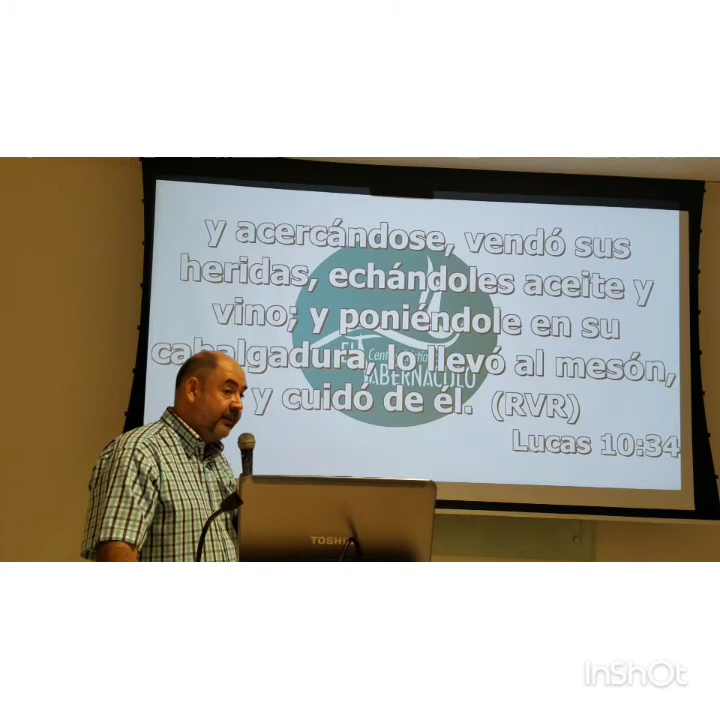 y acercándose, vendó sus
heridas, echándoles aceite y
vino; y poniéndole en su
cabalgadura, lo llevó al mesón,
y cuidó de él. (RVR)
Lucas 10:34
EL
TABERNÁCULO
TOSHI
InShOt